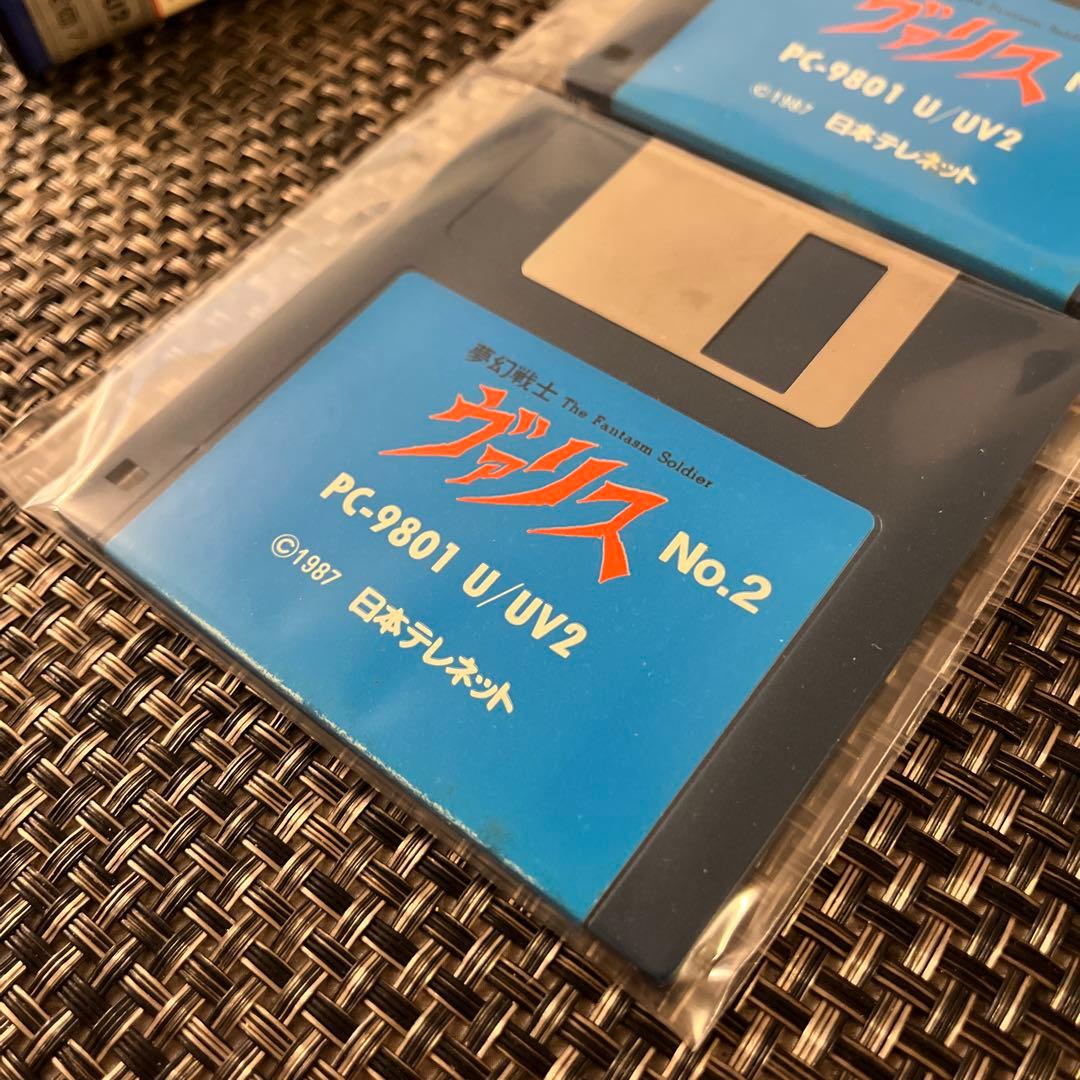 ヴァリス
PC-9801 U/UV2
©1987 日本テレネット
夢幻戦士 The Fantasm Soldier
ヴァリス No.2
PC-9801 U/UV2
©1987 日本テレネット